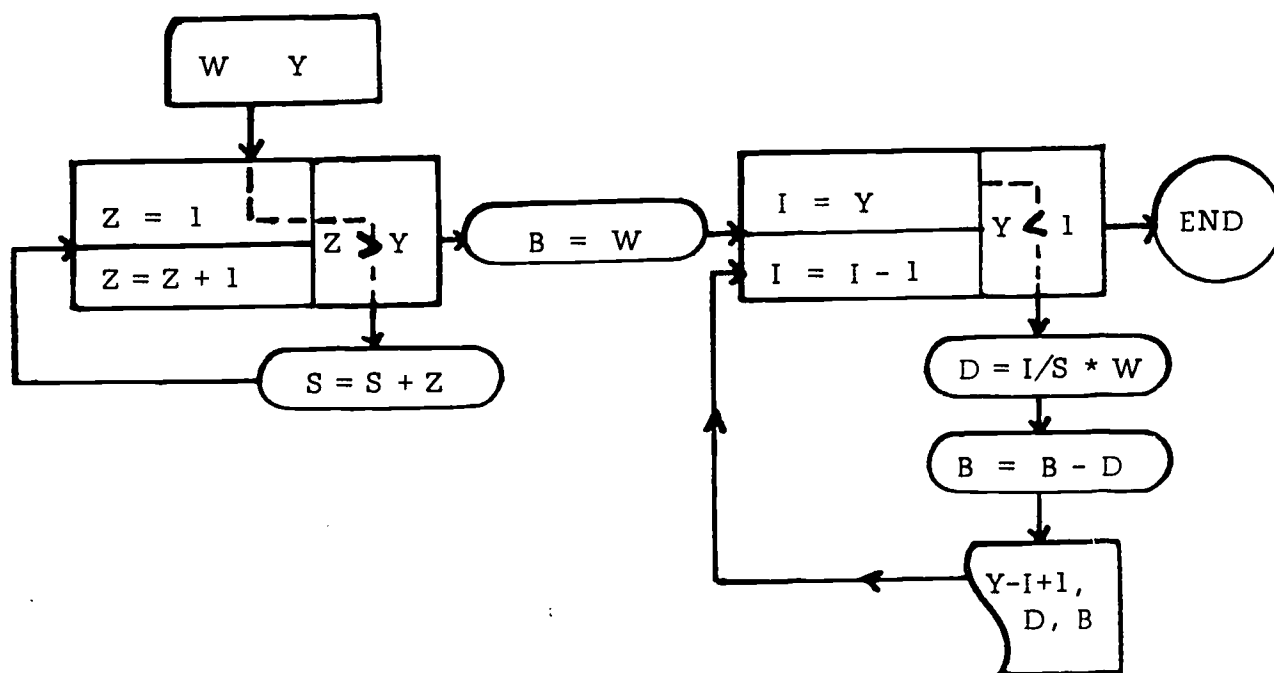 W Y
Z = 1
Z = Z + 1
Z > Y
S = S + Z
B = W
I = Y
I = I - 1
Y < 1
END
D = I/S * W
B = B - D
Y-I+1,
D, B